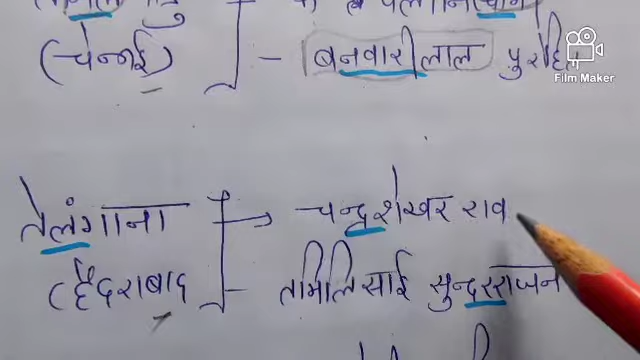 (चेन्नई) - बनवारी लाल पुरोहित
Film Maker
तेलंगाना → चन्द्रशेखर राव
(हैदराबाद - तमिलिसाई सुन्दरराजन